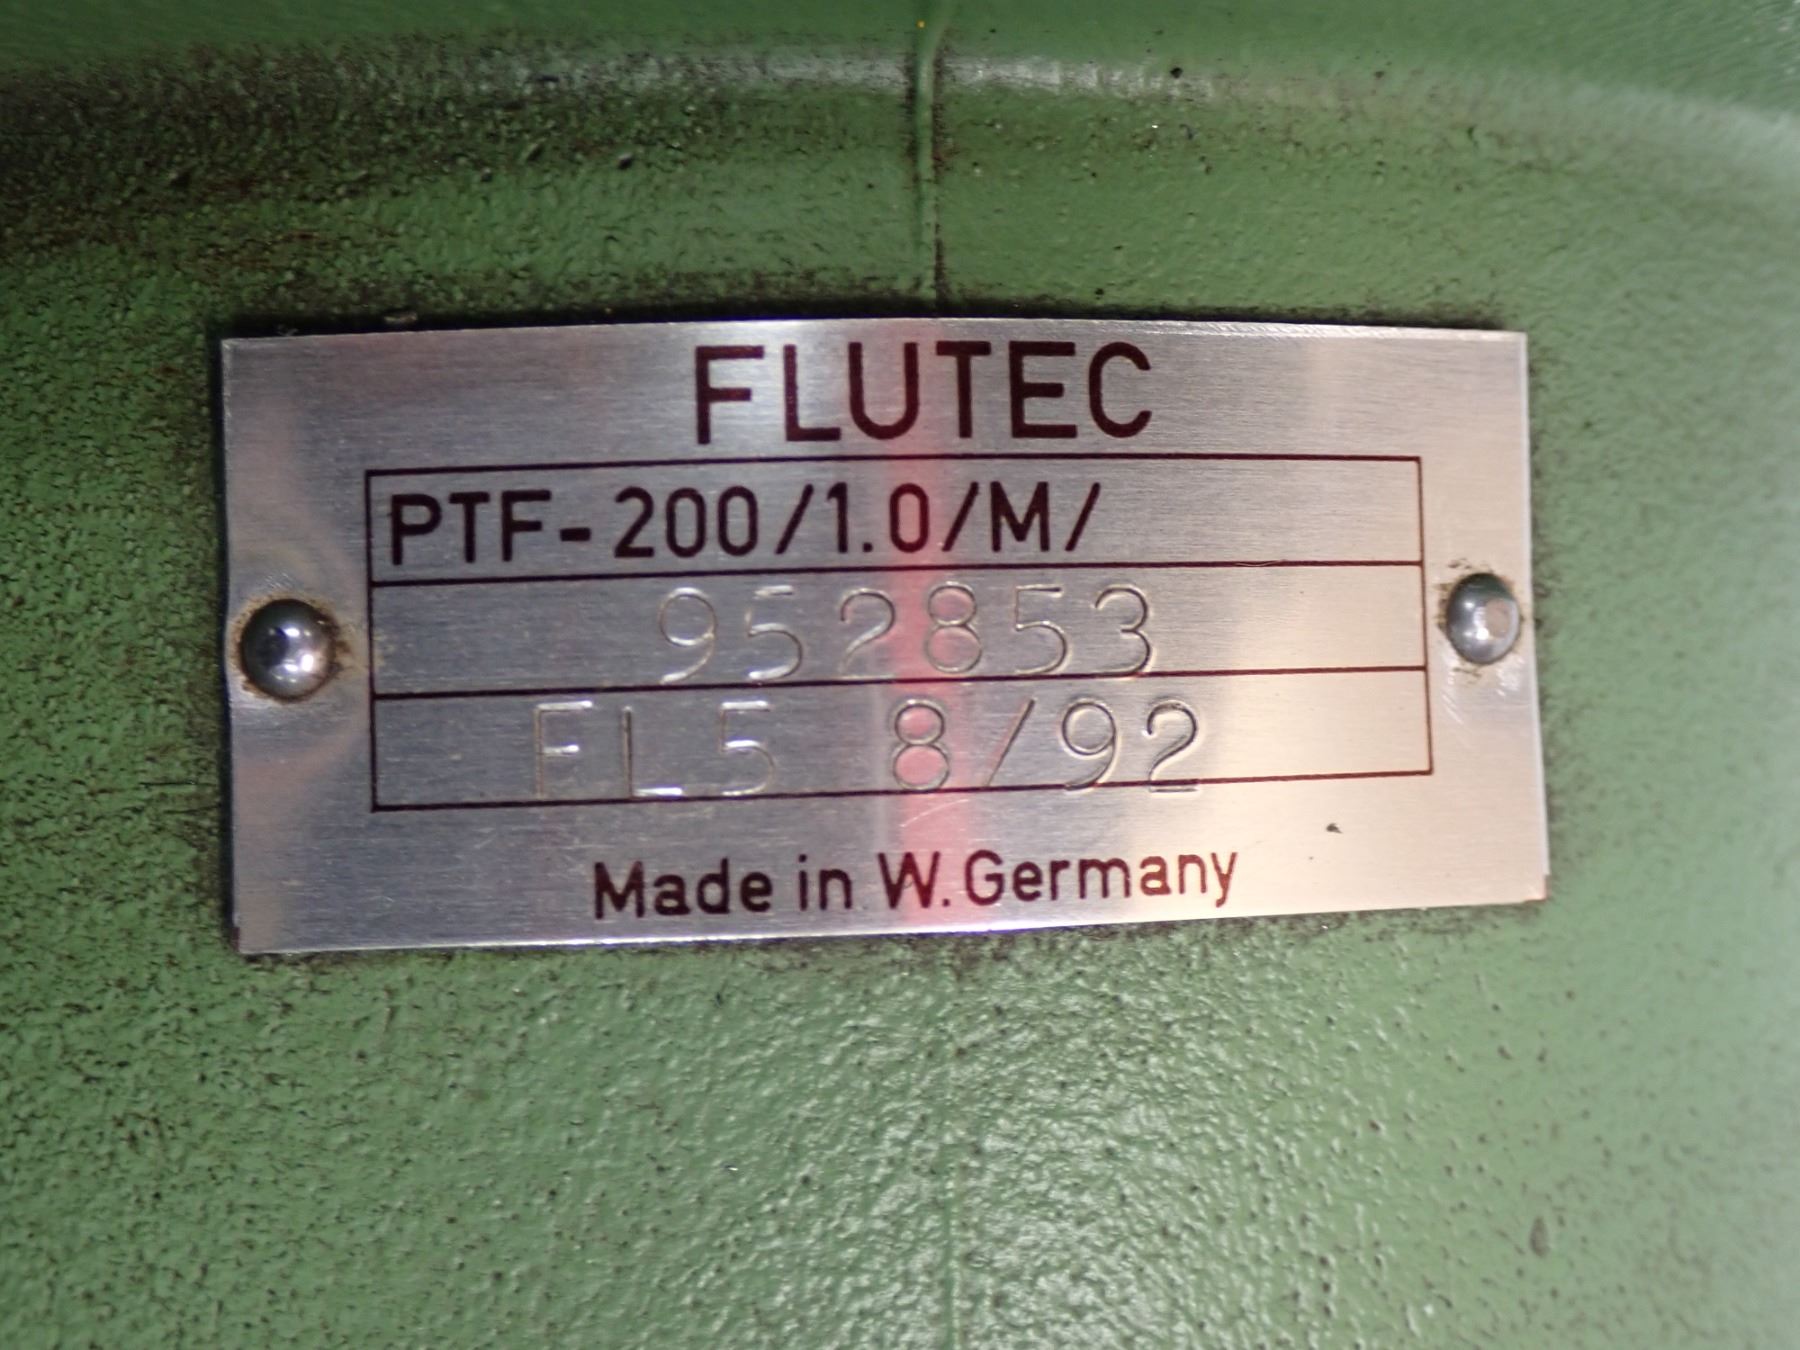 FLUTEC
PTF-200/1.0/M/
952853
FL5 8/92
Made in W. Germany